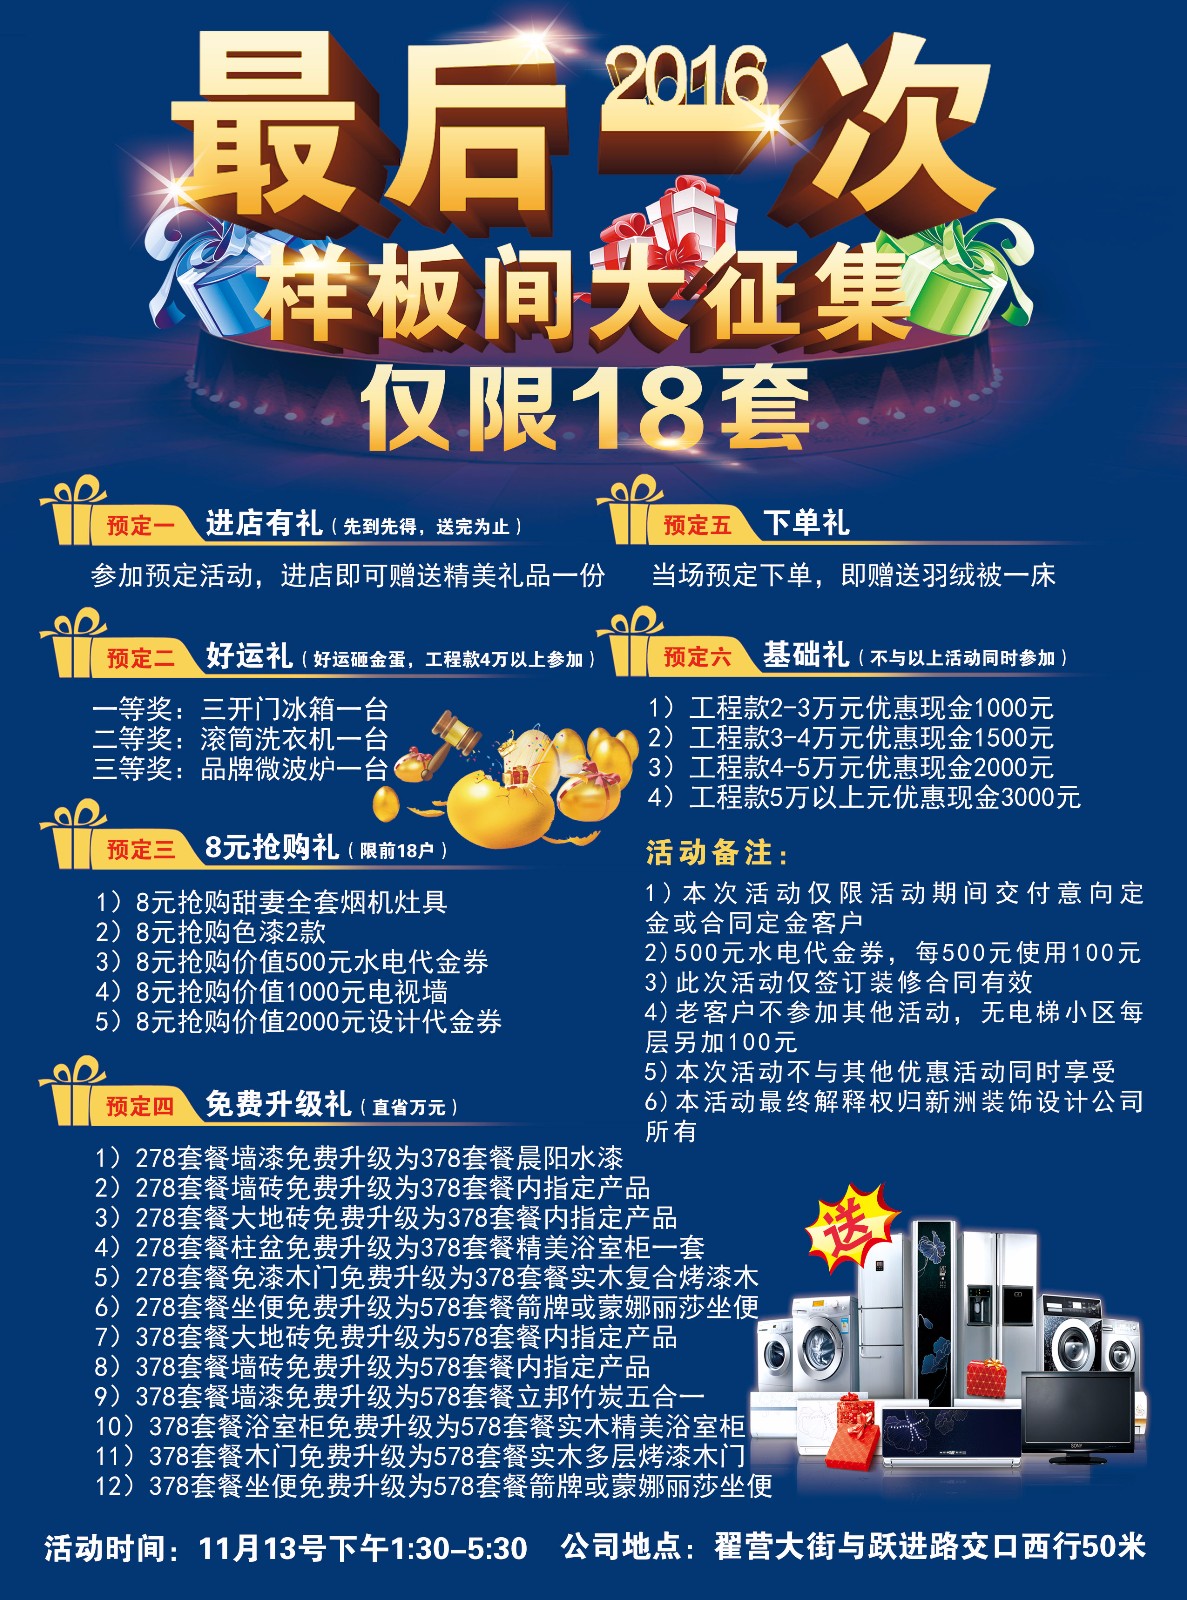 2016
最后一次
样板间大征集
仅限18套
预定一 进店有礼（先到先得，送完为止）
参加预定活动，进店即可赠送精美礼品一份
预定二 好运礼（好运砸金蛋，工程款4万以上参加）
一等奖：三开门冰箱一台
二等奖：滚筒洗衣机一台
三等奖：品牌微波炉一台
预定三 8元抢购礼（限前18户）
1）8元抢购甜妻全套烟机灶具
2）8元抢购色漆2款
3）8元抢购价值500元水电代金券
4）8元抢购价值1000元电视墙
5）8元抢购价值2000元设计代金券
预定四 免费升级礼（直省万元）
1）278套餐墙漆免费升级为378套餐晨阳水漆
2）278套餐墙砖免费升级为378套餐内指定产品
3）278套餐大地砖免费升级为378套餐内指定产品
4）278套餐柱盆免费升级为378套餐精美浴室柜一套
5）278套餐免漆木门免费升级为378套餐实木复合烤漆木
6）278套餐坐便免费升级为578套餐箭牌或蒙娜丽莎坐便
7）378套餐大地砖免费升级为578套餐内指定产品
8）378套餐墙砖免费升级为578套餐内指定产品
9）378套餐墙漆免费升级为578套餐立邦竹炭五合一
10）378套餐浴室柜免费升级为578套餐实木精美浴室柜
11）378套餐木门免费升级为578套餐实木多层烤漆木门
12）378套餐坐便免费升级为578套餐箭牌或蒙娜丽莎坐便
预定五 下单礼
当场预定下单，即赠送羽绒被一床
预定六 基础礼（不与以上活动同时参加）
1）工程款2-3万元优惠现金1000元
2）工程款3-4万元优惠现金1500元
3）工程款4-5万元优惠现金2000元
4）工程款5万以上元优惠现金3000元
活动备注：
1）本次活动仅限活动期间交付意向定
金或合同定金客户
2)500元水电代金券，每500元使用100元
3)此次活动仅签订装修合同有效
4)老客户不参加其他活动，无电梯小区每
层另加100元
5)本次活动不与其他优惠活动同时享受
6)本活动最终解释权归新洲装饰设计公司
所有
送
SONY
活动时间：11月13号下午1:30-5:30 公司地点：翟营大街与跃进路交口西行50米